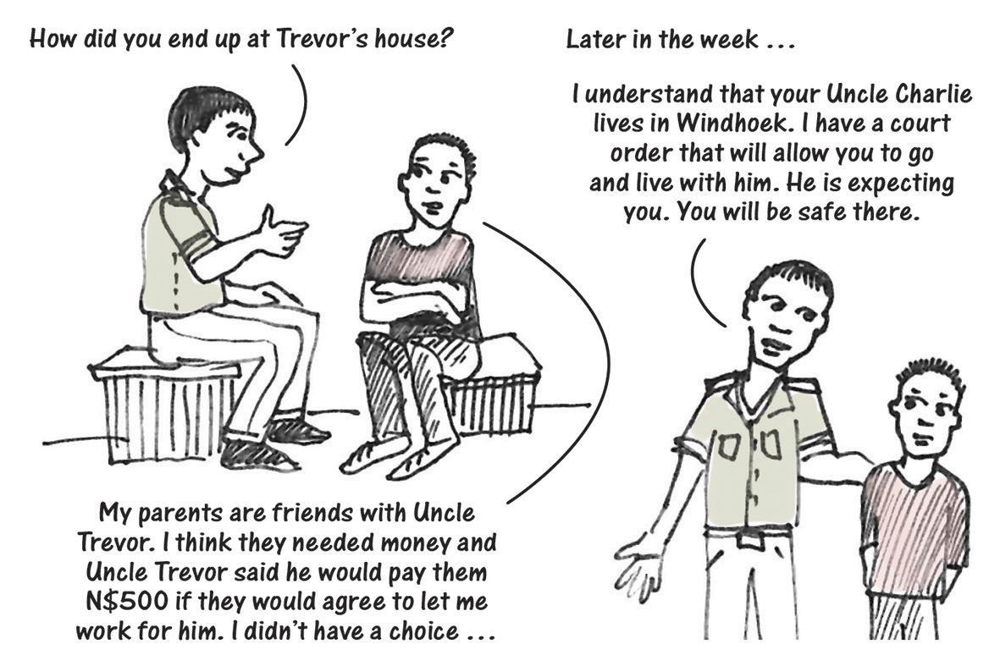 How did you end up at Trevor's house?
My parents are friends with Uncle
Trevor. I think they needed money and
Uncle Trevor said he would pay them
N$500 if they would agree to let me
work for him. I didn't have a choice ...
Later in the week ...
I understand that your Uncle Charlie
lives in Windhoek. I have a court
order that will allow you to go
and live with him. He is expecting
you. You will be safe there.